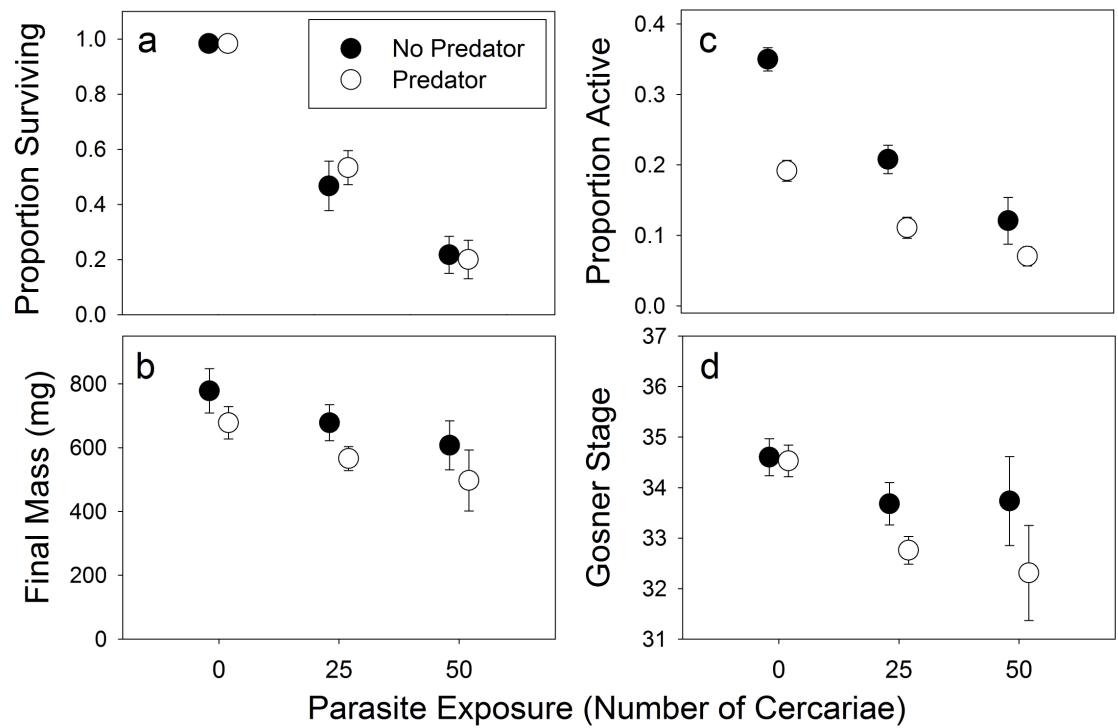 a
No Predator
Predator
1.0
0.8
0.6
0.4
0.2
0.0
Proportion Surviving
c
0.4
0.3
0.2
0.1
0.0
Proportion Active
b
800
600
400
200
0
Final Mass (mg)
0 25 50
d
37
36
35
34
33
32
31
Gosner Stage
0 25 50
Parasite Exposure (Number of Cercariae)